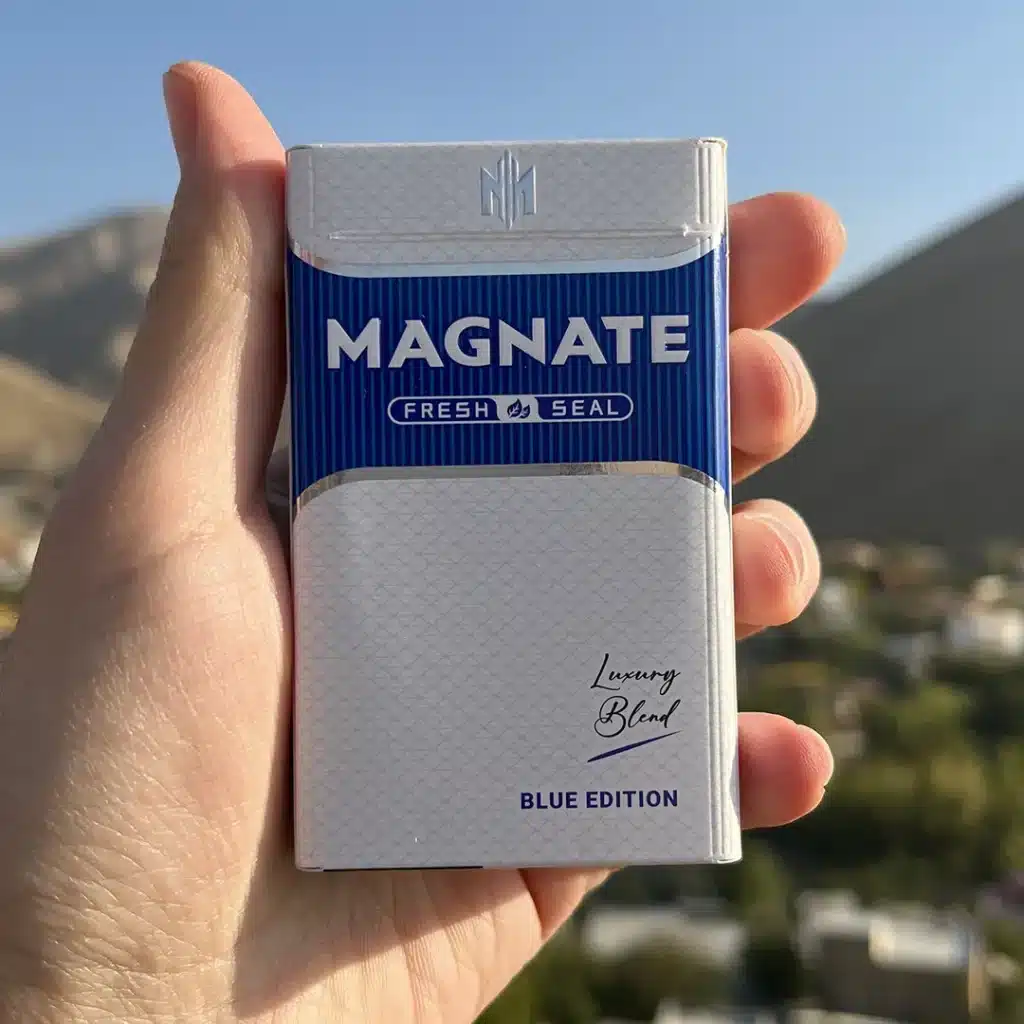 MAGNATE
FRESH SEAL
Luxury
Blend
BLUE EDITION